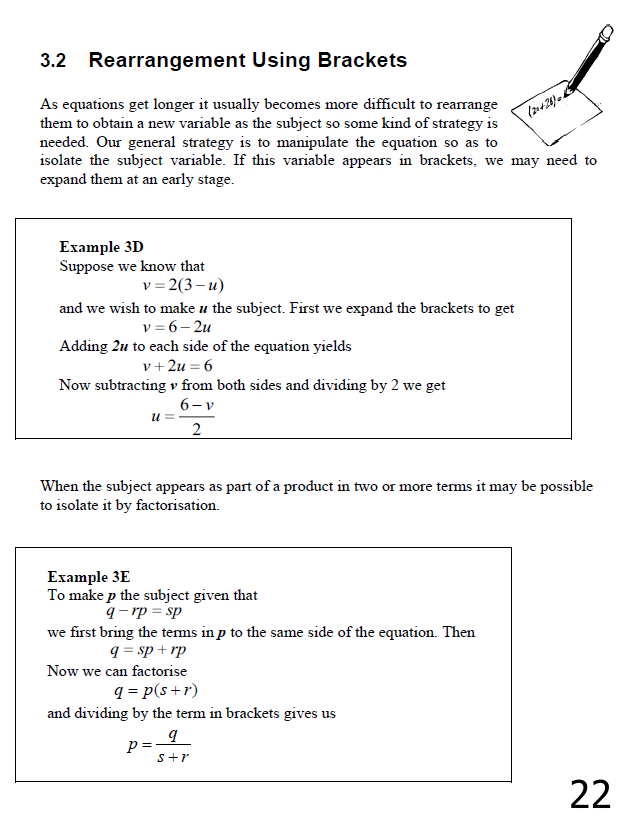 3.2 Rearrangement Using Brackets
(2s+2t)=
As equations get longer it usually becomes more difficult to rearrange
them to obtain a new variable as the subject so some kind of strategy is
needed. Our general strategy is to manipulate the equation so as to
isolate the subject variable. If this variable appears in brackets, we may need to
expand them at an early stage.
Example 3D
Suppose we know that
v = 2(3 – u)
and we wish to make u the subject. First we expand the brackets to get
v = 6 – 2u
Adding 2u to each side of the equation yields
v + 2u = 6
Now subtracting v from both sides and dividing by 2 we get
6 – v
u =
2
When the subject appears as part of a product in two or more terms it may be possible
to isolate it by factorisation.
Example 3E
To make p the subject given that
q – rp = sp
we first bring the terms in p to the same side of the equation. Then
q = sp + rp
Now we can factorise
q = p(s + r)
and dividing by the term in brackets gives us
q
p =
s + r
22